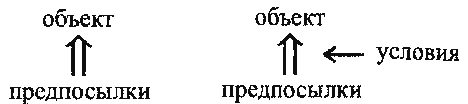 объект объект
условия
предпосылки предпосылки